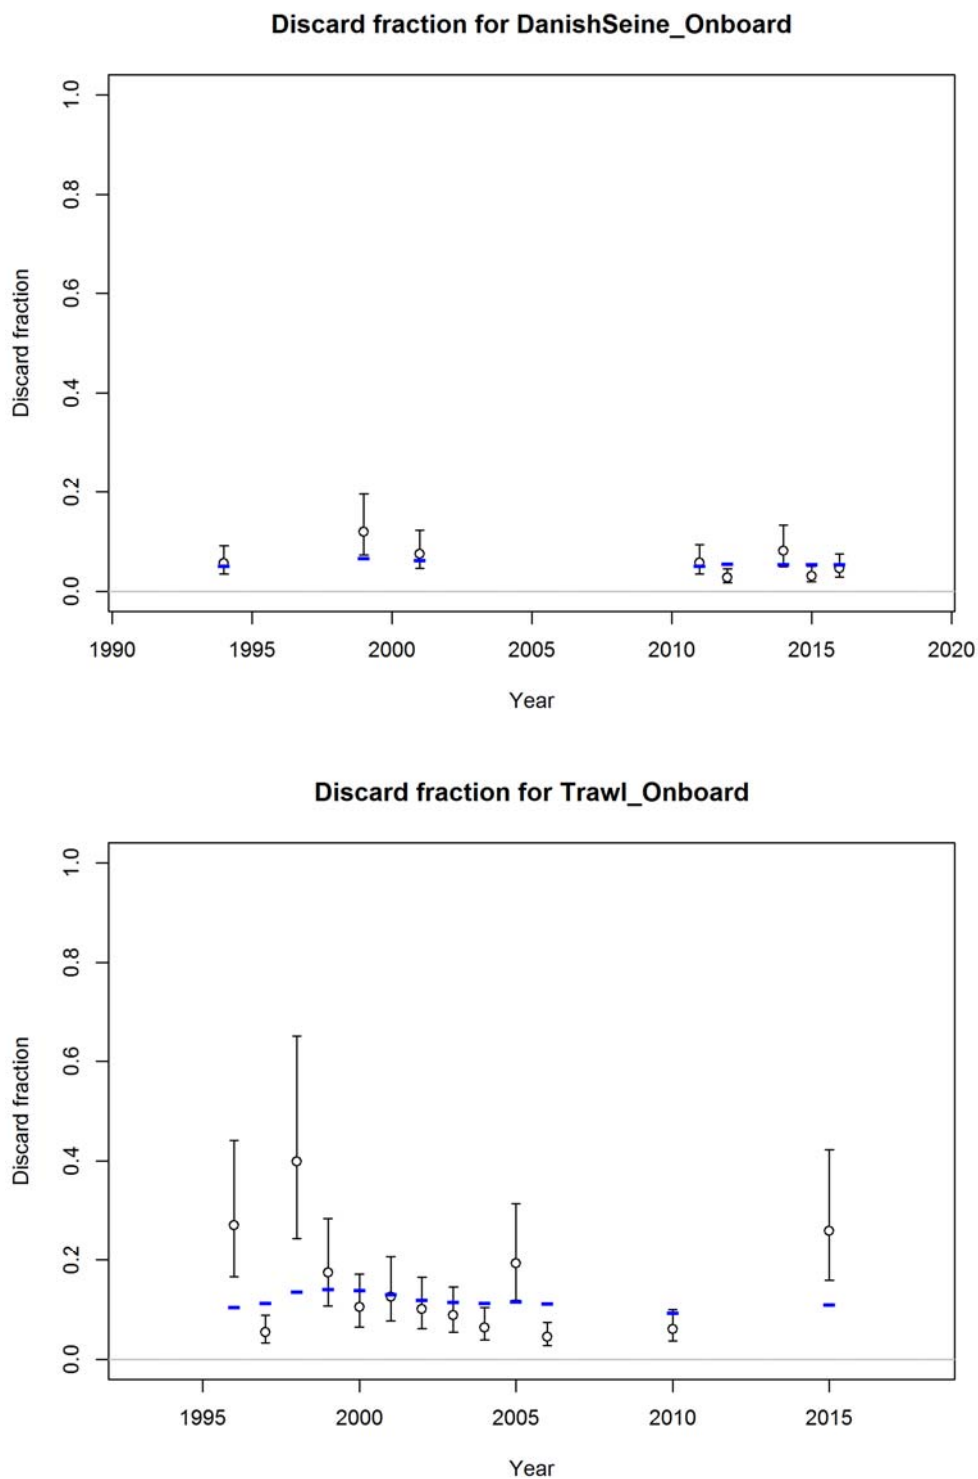 Discard fraction for DanishSeine_Onboard
1.0
0.8
0.6
0.4
0.2
0.0
Discard fraction
1990 1995 2000 2005 2010 2015 2020
Year
Discard fraction for Trawl_Onboard
1.0
0.8
0.6
0.4
0.2
0.0
Discard fraction
1995 2000 2005 2010 2015
Year